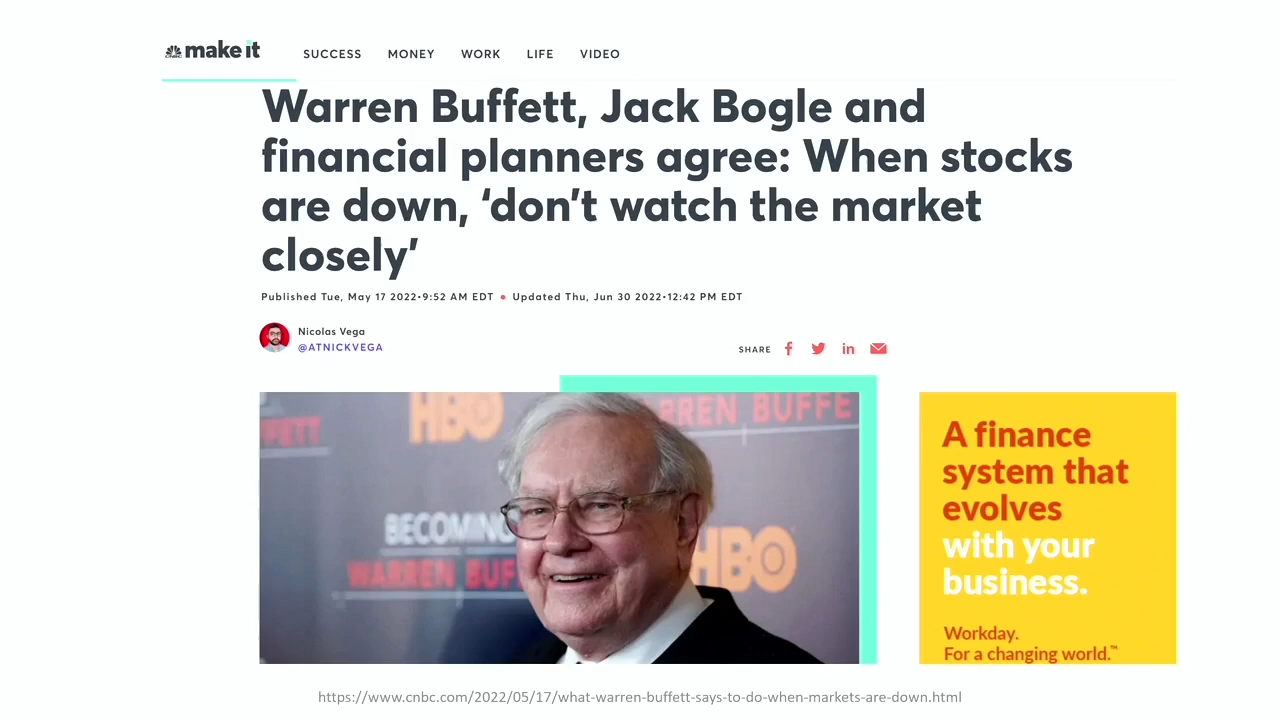 CNBC make it
SUCCESS MONEY WORK LIFE VIDEO
Warren Buffett, Jack Bogle and
financial planners agree: When stocks
are down, ‘don’t watch the market
closely’
Published Tue, May 17 2022•9:52 AM EDT • Updated Thu, Jun 30 2022•12:42 PM EDT
Nicolas Vega
@ATNICKVEGA
SHARE
FFETT
HBO
RREN BUFFE
BECOMING
WARREN BUF
HBO
A finance
system that
evolves
with your
business.
Workday.
For a changing world.™
https://www.cnbc.com/2022/05/17/what-warren-buffett-says-to-do-when-markets-are-down.html